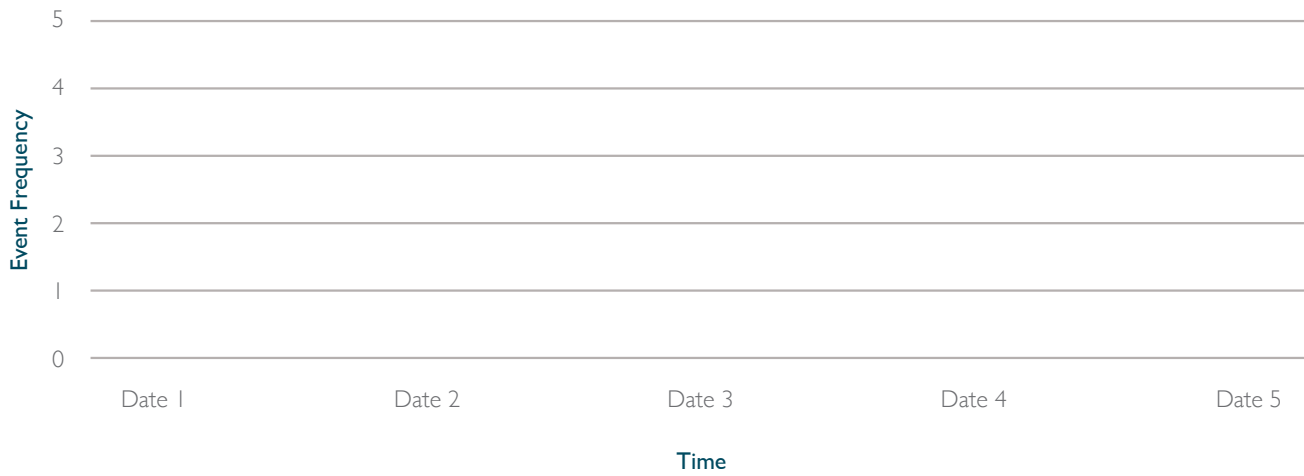 5
4
3
2
1
0
Event Frequency
Date 1
Date 2
Date 3
Date 4
Date 5
Time